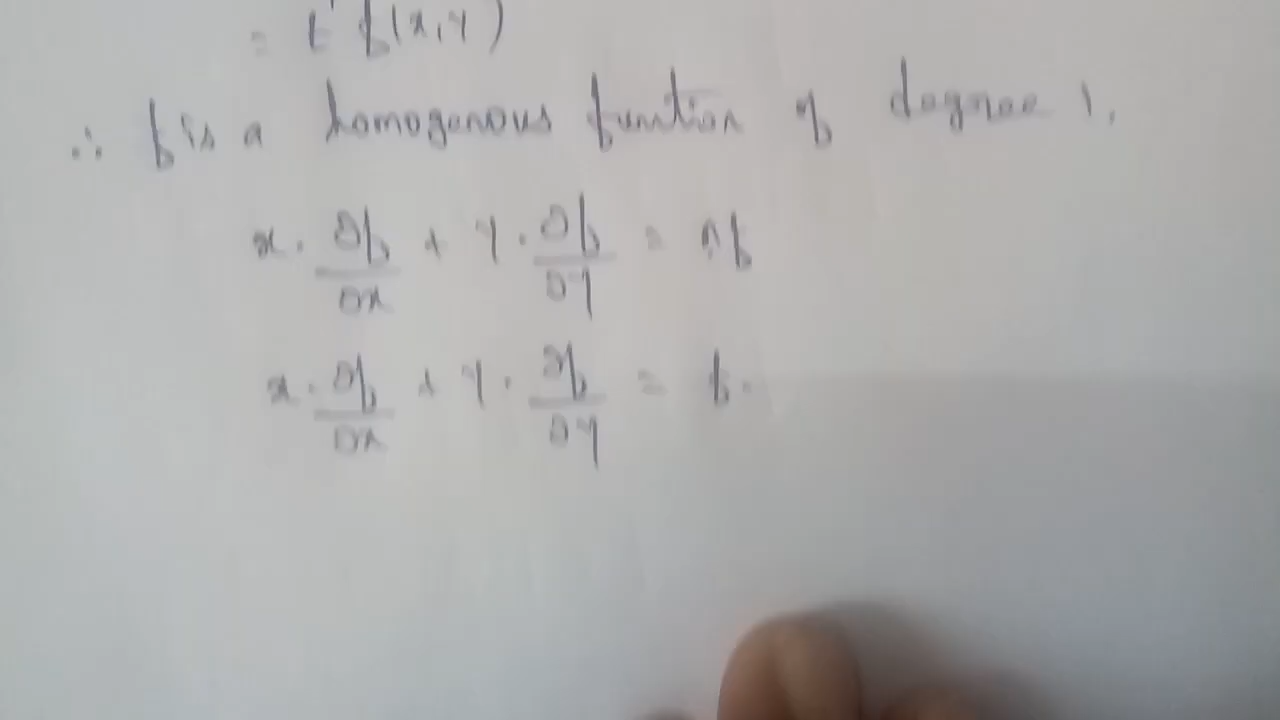 = t' f(x,y)
∴ f is a homogenous function of degree 1.
x · ∂f/∂x + y · ∂f/∂y = nf
x · ∂f/∂x + y · ∂f/∂y = f.